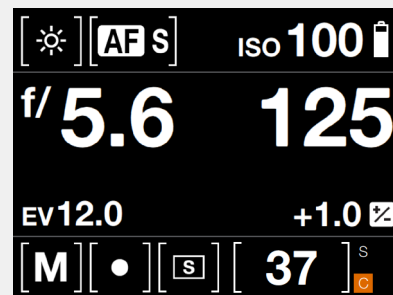 [ ] [AF S] ISO 100
f/5.6 125
EV12.0 +1.0 +/-
[M] [●] [S] [37] S
C